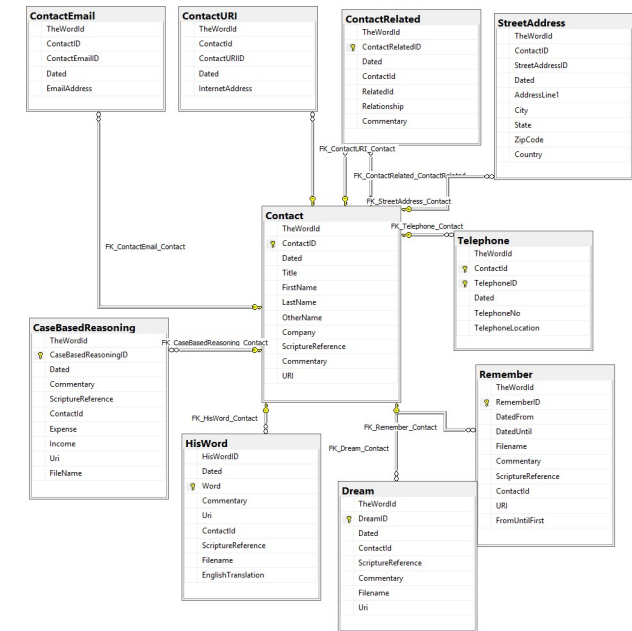 ContactEmail
TheWordId
ContactID
ContactEmailID
Dated
EmailAddress
ContactURI
TheWordId
ContactId
ContactURIID
Dated
InternetAddress
ContactRelated
TheWordId
ContactRelatedID
Dated
ContactId
RelatedId
Relationship
Commentary
StreetAddress
TheWordId
ContactID
StreetAddressID
Dated
AddressLine1
City
State
ZipCode
Country
FK_ContactURI_Contact
FK_ContactRelated_ContactRelated
FK_StreetAddress_Contact
FK_Telephone_Contact
FK_ContactEmail_Contact
Contact
TheWordId
ContactID
Dated
Title
FirstName
LastName
OtherName
Company
ScriptureReference
Commentary
URI
Telephone
TheWordId
ContactId
TelephoneID
Dated
TelephoneNo
TelephoneLocation
CaseBasedReasoning
TheWordId
CaseBasedReasoningID
Dated
Commentary
ScriptureReference
ContactId
Expense
Income
Uri
FileName
FK_CaseBasedReasoning_Contact
Remember
TheWordId
RememberID
DatedFrom
DatedUntil
Filename
Commentary
ScriptureReference
ContactId
URI
FromUntilFirst
FK_HisWord_Contact
FK_Remember_Contact
FK_Dream_Contact
HisWord
HisWordID
Dated
Word
Commentary
Uri
ContactId
ScriptureReference
Filename
EnglishTranslation
Dream
TheWordId
DreamID
Dated
ContactId
ScriptureReference
Commentary
Filename
Uri